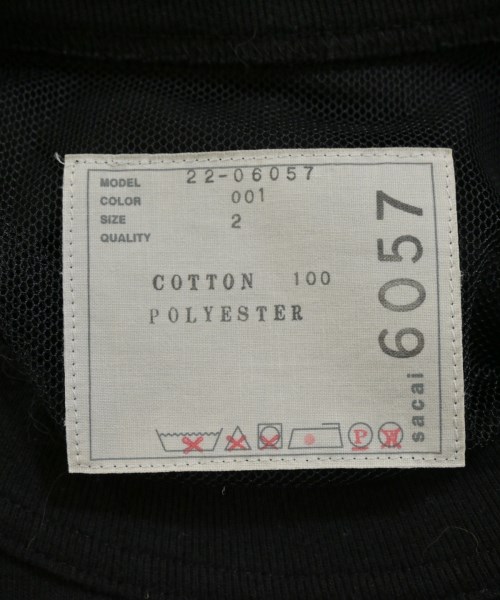 MODEL 22-06057
COLOR 001
SIZE 2
QUALITY
COTTON 100
POLYESTER
P W
sacai 6057